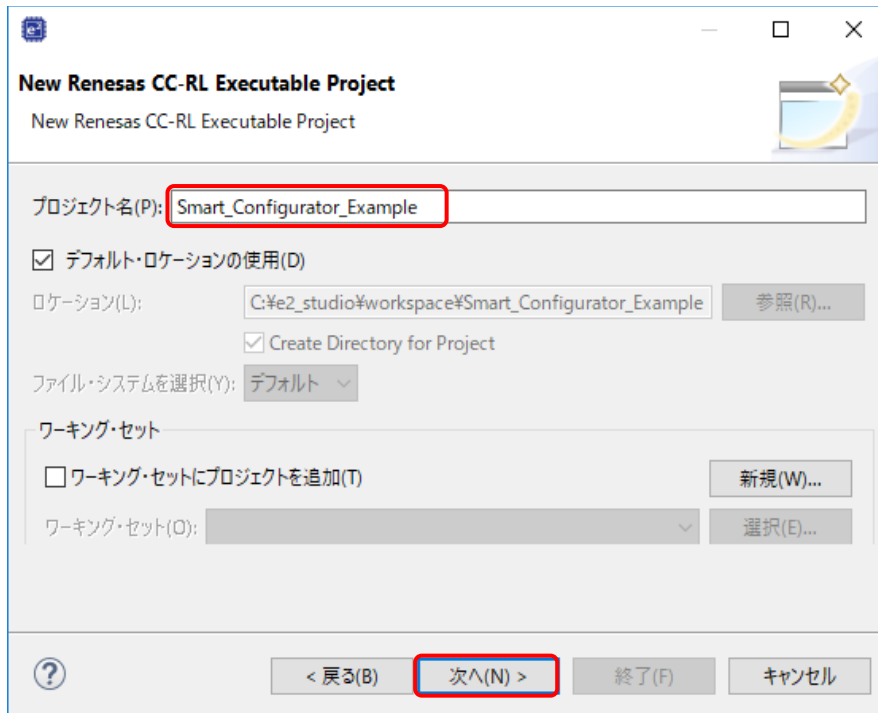 e²
New Renesas CC-RL Executable Project
New Renesas CC-RL Executable Project
プロジェクト名(P): Smart_Configurator_Example
デフォルト・ロケーションの使用(D)
ロケーション(L): C:¥e2_studio¥workspace¥Smart_Configurator_Example 参照(R)...
Create Directory for Project
ファイル・システムを選択(Y): デフォルト
ワーキング・セット
ワーキング・セットにプロジェクトを追加(T) 新規(W)...
ワーキング・セット(O): 選択(E)...
? < 戻る(B) 次へ(N) > 終了(F) キャンセル